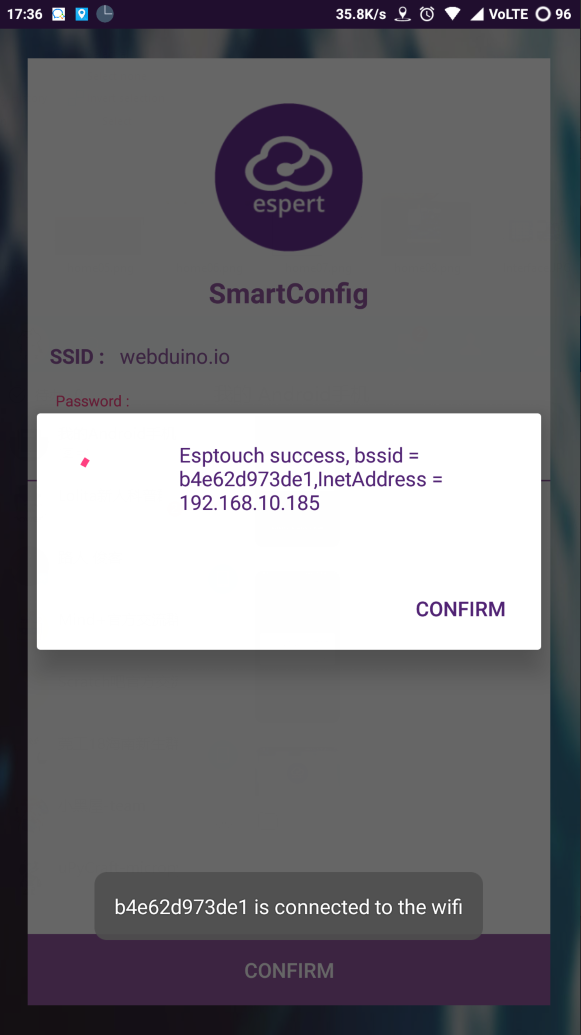 17:36 35.8K/s VoLTE 96
espert
SmartConfig
SSID : webduino.io
Password :
Esptouch success, bssid =
b4e62d973de1,InetAddress =
192.168.10.185
CONFIRM
b4e62d973de1 is connected to the wifi
CONFIRM